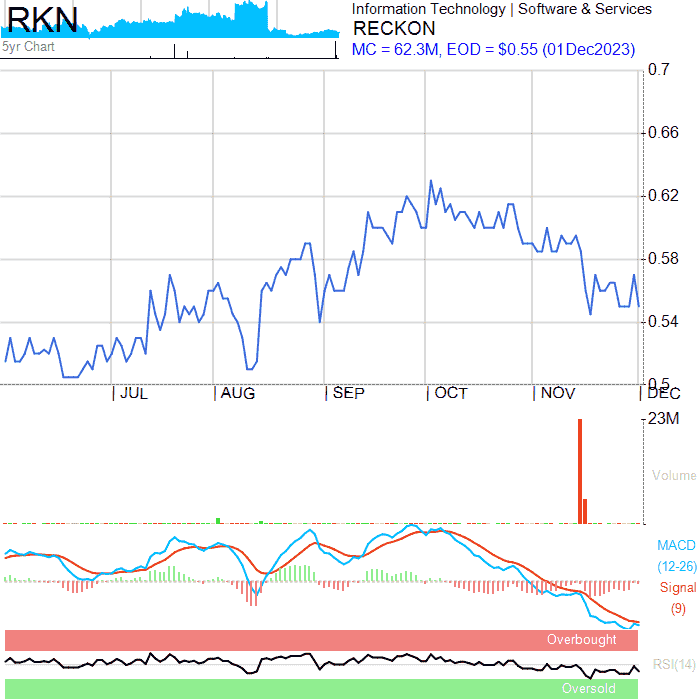 RKN
Information Technology | Software & Services
RECKON
5yr Chart
MC = 62.3M, EOD = $0.55 (01Dec2023)
0.7
0.66
0.62
0.58
0.54
0.5
| JUL | AUG | SEP | OCT | NOV | DEC
23M
Volume
MACD
(12-26)
Signal
(9)
Overbought
RSI(14)
Oversold